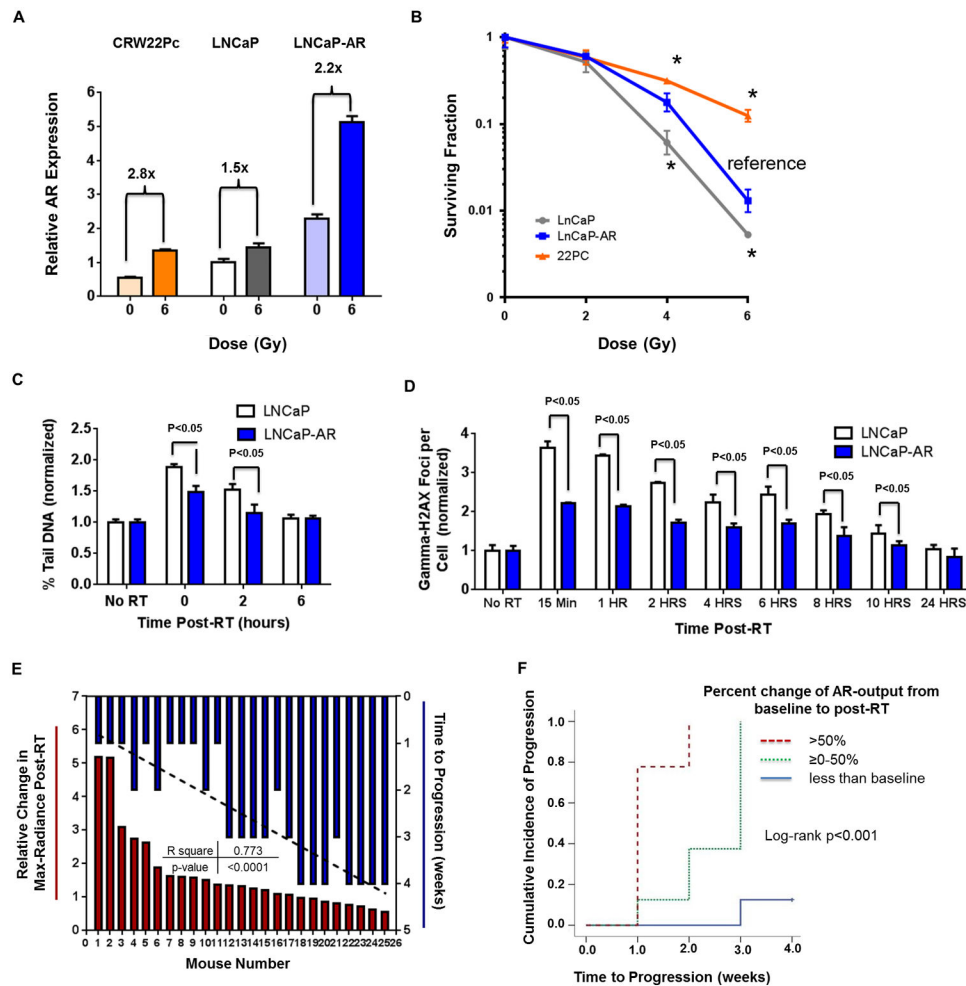 A
CRW22Pc LNCaP LNCaP-AR
2.2x
2.8x
1.5x
Relative AR Expression
6
5
4
3
2
1
0
0 6 0 6 0 6
Dose (Gy)
B
Surviving Fraction
1
0.1
0.01
1
*
*
*
*
reference
LnCaP
LnCaP-AR
22PC
0 2 4 6
Dose (Gy)
C
% Tail DNA (normalized)
2.5
2.0
1.5
1.0
0.5
0.0
LNCaP
LNCaP-AR
P<0.05
P<0.05
No RT 0 2 6
Time Post-RT (hours)
D
Gamma-H2AX Foci per
Cell (normalized)
4
3
2
1
0
P<0.05
P<0.05
P<0.05
P<0.05
P<0.05
P<0.05
P<0.05
LNCaP
LNCaP-AR
No RT 15 Min 1 HR 2 HRS 4 HRS 6 HRS 8 HRS 10 HRS 24 HRS
Time Post-RT
E
Relative Change in
Max-Radiance Post-RT
7
6
5
4
3
2
1
0
R square 0.773
p-value <0.0001
0
1
2
3
4
5
Time to Progression (weeks)
0 1 2 3 4 5 6 7 8 9 10 11 12 13 14 15 16 17 18 19 20 21 22 23 24 25 26
Mouse Number
F
Percent change of AR-output from
baseline to post-RT
>50%
≥0-50%
less than baseline
Log-rank p<0.001
Cumulative Incidence of Progression
1.0
0.8
0.6
0.4
0.2
0.0
0.0 1.0 2.0 3.0 4.0
Time to Progression (weeks)